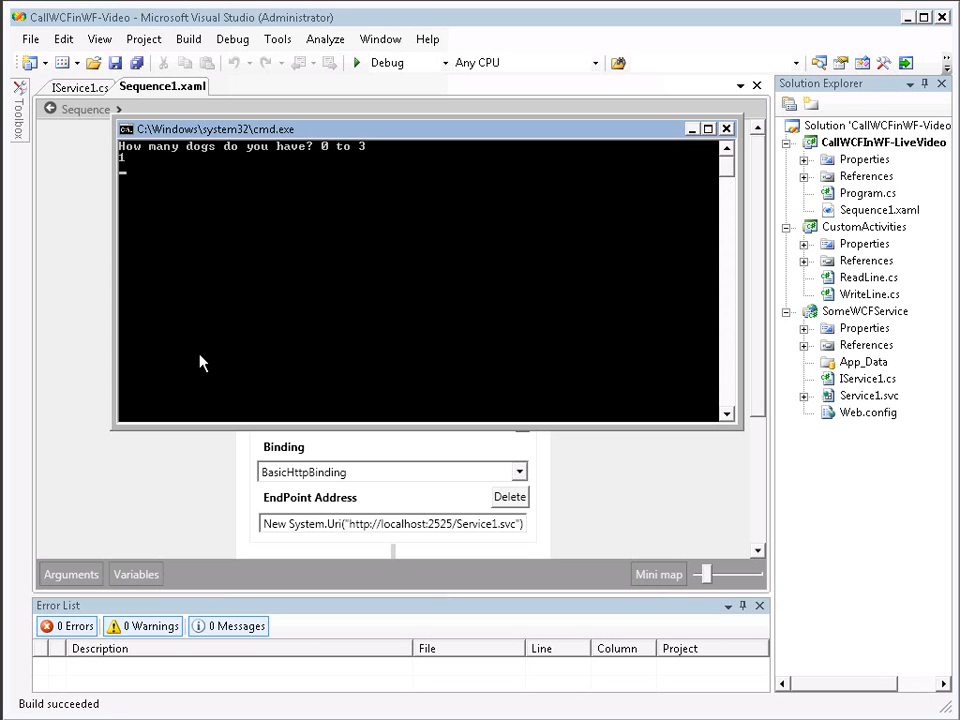 CallWCFinWF-Video - Microsoft Visual Studio (Administrator)
File Edit View Project Build Debug Tools Analyze Window Help
Debug Any CPU
Toolbox
IService1.cs Sequence1.xaml
Sequence
C:\Windows\system32\cmd.exe
How many dogs do you have? 0 to 3
1
Binding
BasicHttpBinding
EndPoint Address
Delete
New System.Uri("http://localhost:2525/Service1.svc")
Arguments Variables Mini map
Error List
0 Errors 0 Warnings 0 Messages
Description File Line Column Project
Build succeeded
Solution Explorer
Solution 'CallWCFinWF-Video
CallWCFInWF-LiveVideo
Properties
References
Program.cs
Sequence1.xaml
CustomActivities
Properties
References
ReadLine.cs
WriteLine.cs
SomeWCFService
Properties
References
App_Data
IService1.cs
Service1.svc
Web.config